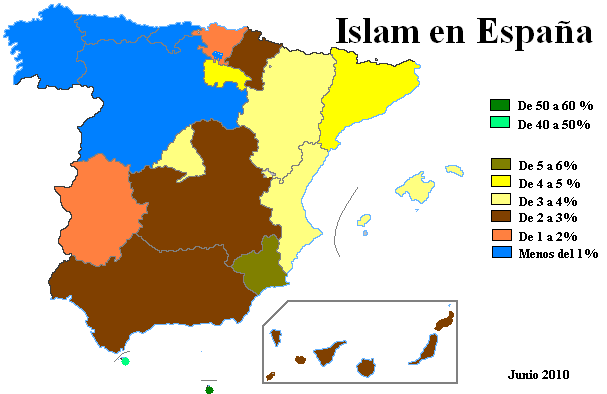 Islam en España
De 50 a 60 %
De 40 a 50%
De 5 a 6%
De 4 a 5 %
De 3 a 4%
De 2 a 3%
De 1 a 2%
Menos del 1%
Junio 2010